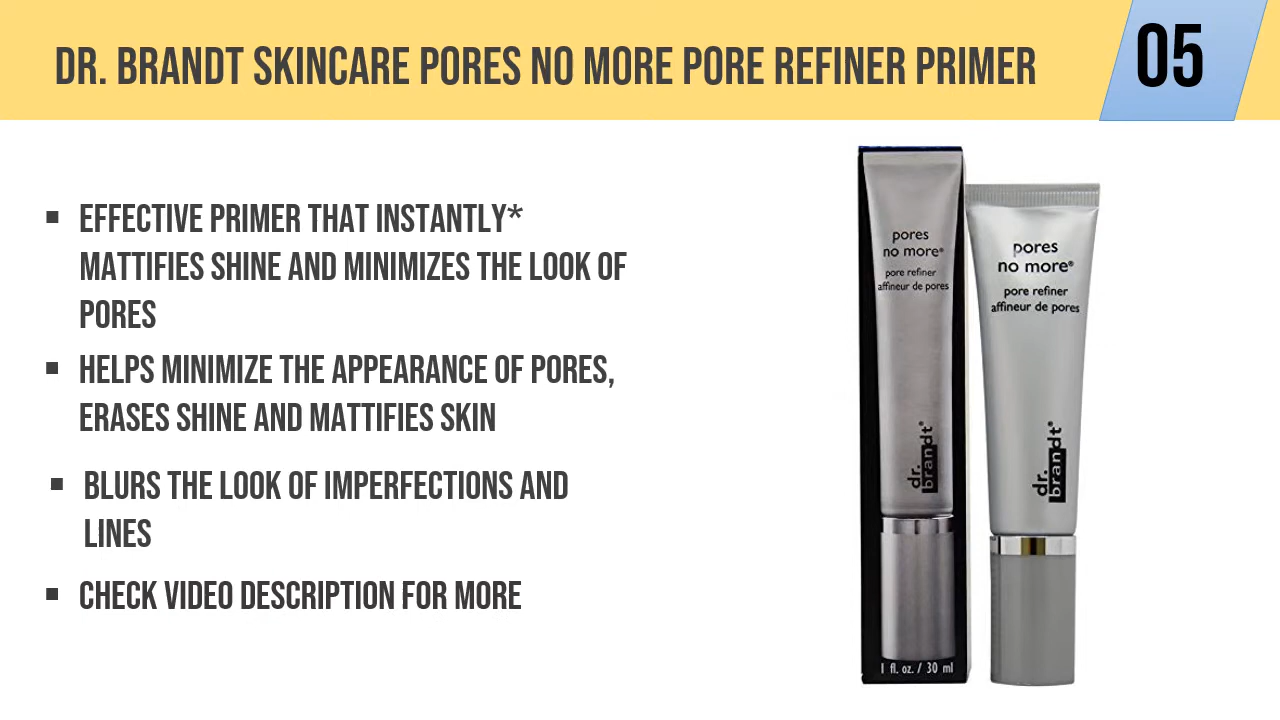 DR. BRANDT SKINCARE PORES NO MORE PORE REFINER PRIMER
05
▪ EFFECTIVE PRIMER THAT INSTANTLY*
MATTIFIES SHINE AND MINIMIZES THE LOOK OF
PORES
▪ HELPS MINIMIZE THE APPEARANCE OF PORES,
ERASES SHINE AND MATTIFIES SKIN
▪ BLURS THE LOOK OF IMPERFECTIONS AND
LINES
▪ CHECK VIDEO DESCRIPTION FOR MORE
pores
no more®
pore refiner
affineur de pores
dr.
brandt®
1 fl. oz. / 30 ml
pores
no more®
pore refiner
affineur de pores
dr.
brandt®